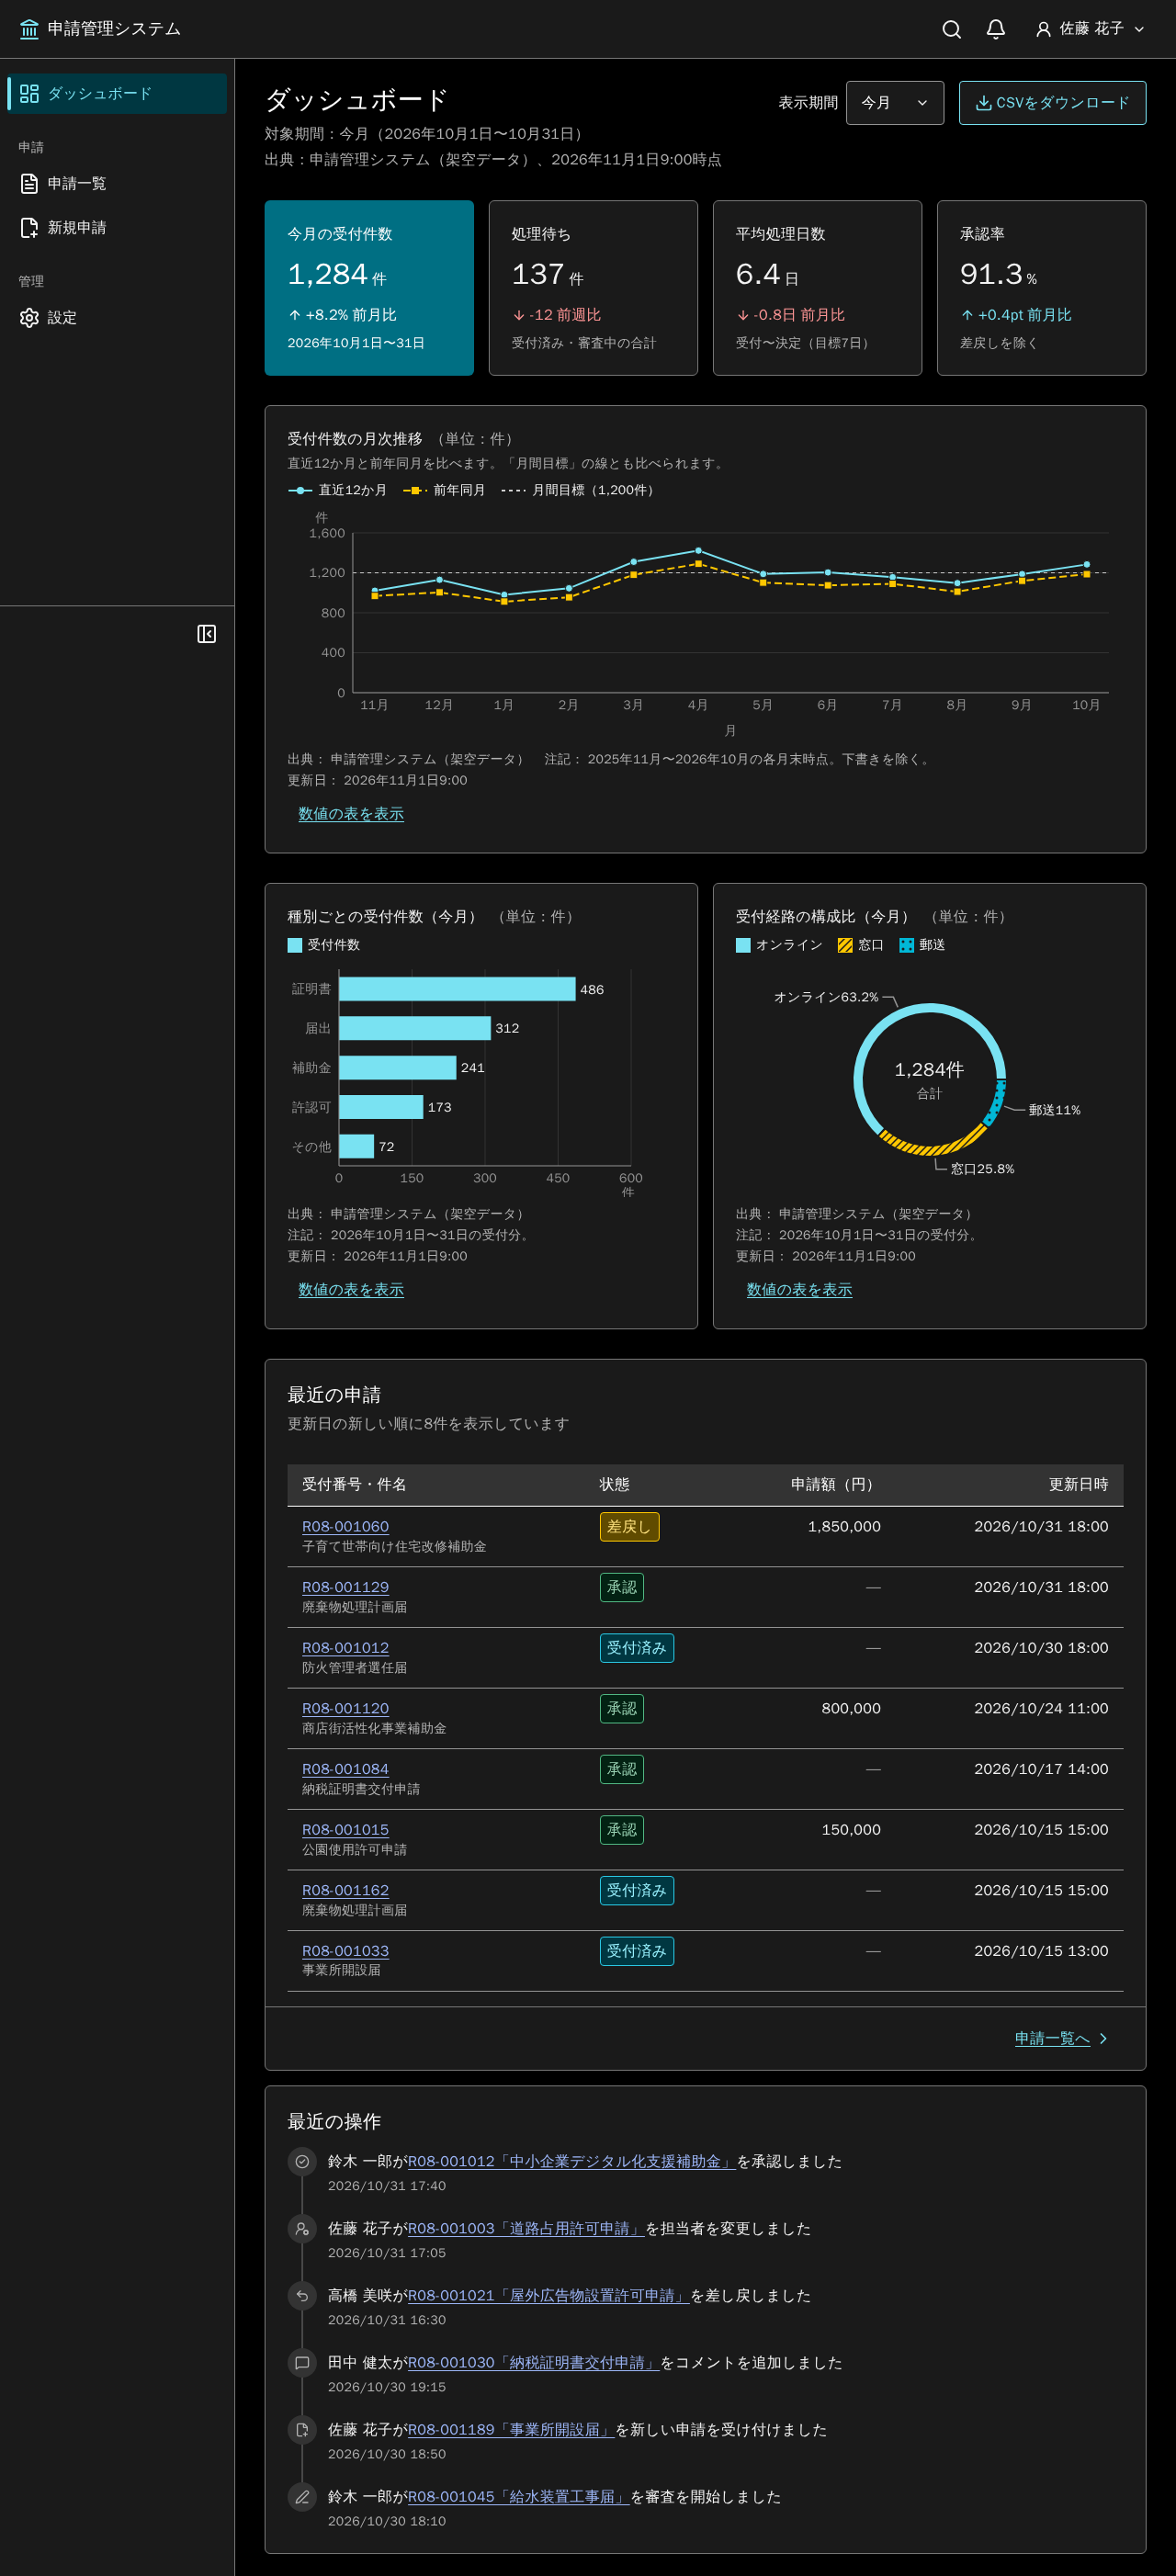 申請管理システム
佐藤 花子
ダッシュボード
申請
申請一覧
新規申請
管理
設定
ダッシュボード
対象期間：今月（2026年10月1日〜10月31日）
出典：申請管理システム（架空データ）、2026年11月1日9:00時点
表示期間
今月
CSVをダウンロード
今月の受付件数
1,284 件
+8.2% 前月比
2026年10月1日〜31日
処理待ち
137 件
-12 前週比
受付済み・審査中の合計
平均処理日数
6.4 日
-0.8日 前月比
受付〜決定（目標7日）
承認率
91.3 %
+0.4pt 前月比
差戻しを除く
受付件数の月次推移 （単位：件）
直近12か月と前年同月を比べます。「月間目標」の線とも比べられます。
直近12か月 前年同月 月間目標（1,200件）
件
1,600
1,200
800
400
0
11月 12月 1月 2月 3月 4月 5月 6月 7月 8月 9月 10月
月
出典： 申請管理システム（架空データ） 注記： 2025年11月〜2026年10月の各月末時点。下書きを除く。
更新日： 2026年11月1日9:00
数値の表を表示
種別ごとの受付件数（今月） （単位：件）
受付件数
証明書 486
届出 312
補助金 241
許認可 173
その他 72
0 150 300 450 600
件
出典： 申請管理システム（架空データ）
注記： 2026年10月1日〜31日の受付分。
更新日： 2026年11月1日9:00
数値の表を表示
受付経路の構成比（今月） （単位：件）
オンライン 窓口 郵送
オンライン63.2%
1,284件
合計
郵送11%
窓口25.8%
出典： 申請管理システム（架空データ）
注記： 2026年10月1日〜31日の受付分。
更新日： 2026年11月1日9:00
数値の表を表示
最近の申請
更新日の新しい順に8件を表示しています
受付番号・件名 状態 申請額（円） 更新日時
R08-001060 差戻し 1,850,000 2026/10/31 18:00
子育て世帯向け住宅改修補助金
R08-001129 承認 — 2026/10/31 18:00
廃棄物処理計画届
R08-001012 受付済み — 2026/10/30 18:00
防火管理者選任届
R08-001120 承認 800,000 2026/10/24 11:00
商店街活性化事業補助金
R08-001084 承認 — 2026/10/17 14:00
納税証明書交付申請
R08-001015 承認 150,000 2026/10/15 15:00
公園使用許可申請
R08-001162 受付済み — 2026/10/15 15:00
廃棄物処理計画届
R08-001033 受付済み — 2026/10/15 13:00
事業所開設届
申請一覧へ
最近の操作
鈴木 一郎がR08-001012「中小企業デジタル化支援補助金」を承認しました
2026/10/31 17:40
佐藤 花子がR08-001003「道路占用許可申請」を担当者を変更しました
2026/10/31 17:05
高橋 美咲がR08-001021「屋外広告物設置許可申請」を差し戻しました
2026/10/31 16:30
田中 健太がR08-001030「納税証明書交付申請」をコメントを追加しました
2026/10/30 19:15
佐藤 花子がR08-001189「事業所開設届」を新しい申請を受け付けました
2026/10/30 18:50
鈴木 一郎がR08-001045「給水装置工事届」を審査を開始しました
2026/10/30 18:10